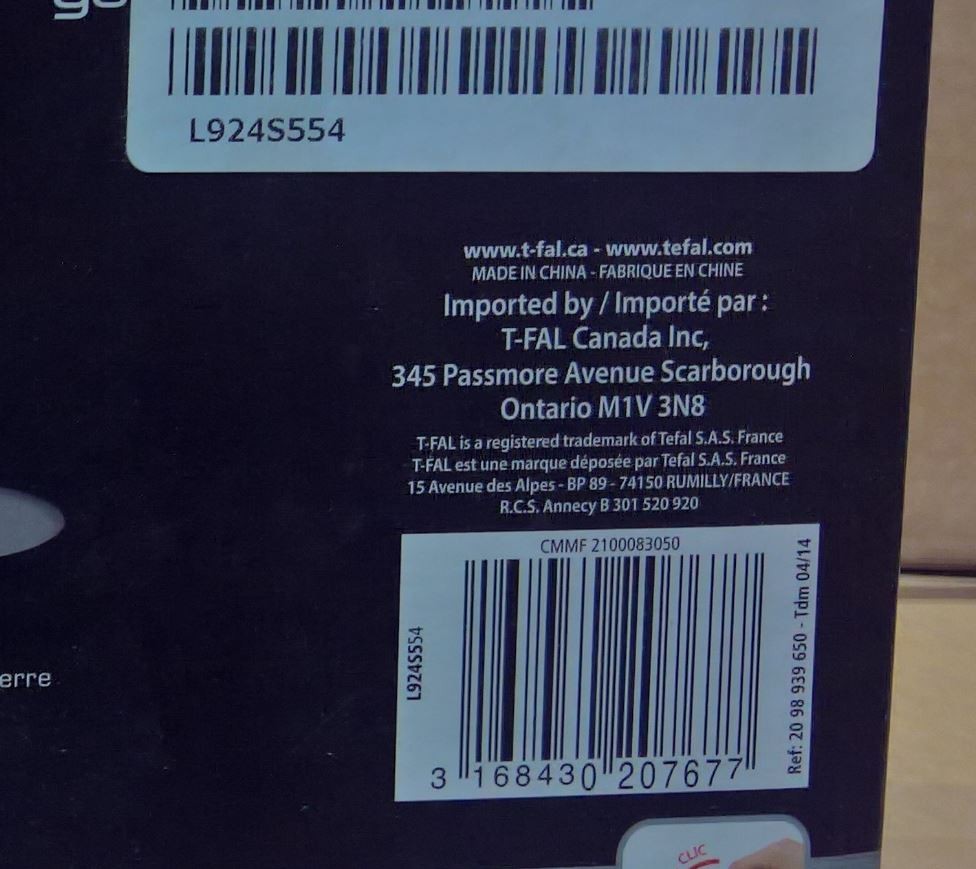 L924S554
www.t-fal.ca - www.tefal.com
MADE IN CHINA - FABRIQUE EN CHINE
Imported by / Importé par :
T-FAL Canada Inc,
345 Passmore Avenue Scarborough
Ontario M1V 3N8
T-FAL is a registered trademark of Tefal S.A.S. France
T-FAL est une marque déposée par Tefal S.A.S. France
15 Avenue des Alpes - BP 89 - 74150 RUMILLY/FRANCE
R.C.S. Annecy B 301 520 920
CMMF 2100083050
L924S554
Ref: 20 98 939 650 - Tdm 04/14
3 168430 207677
erre
CLIC